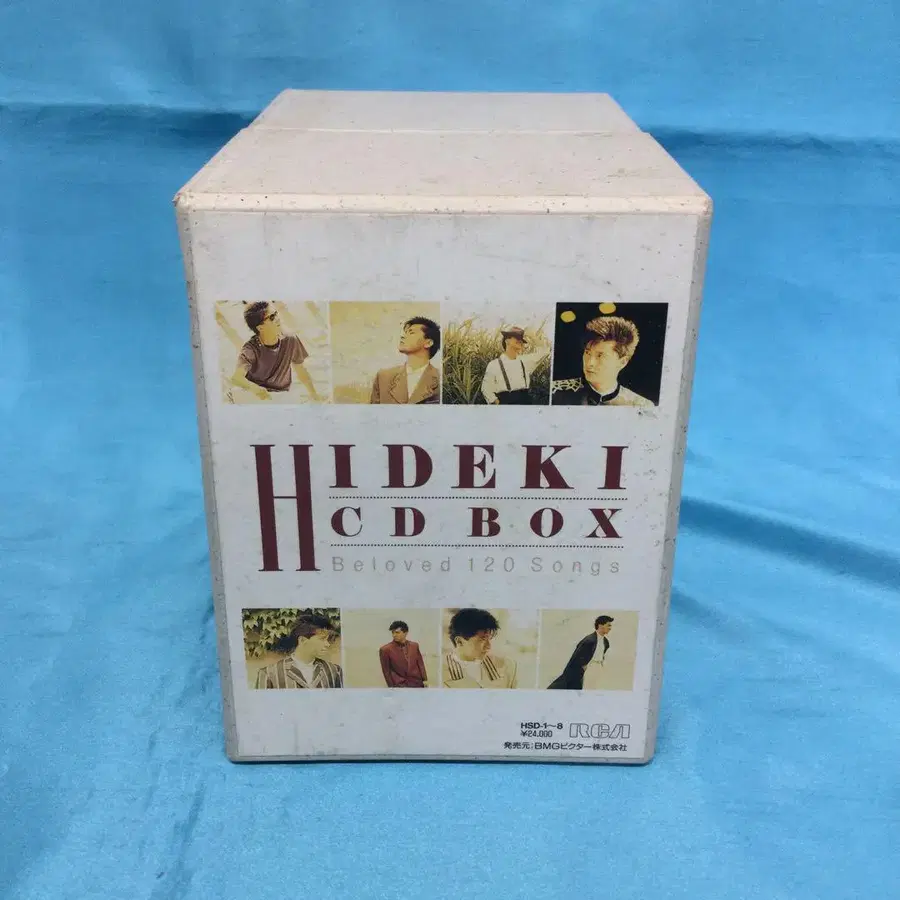 HIDEKI
CD BOX
Beloved 120 Songs
HSD-1～8
¥24,000
RCA
発売元:BMGビクター株式会社